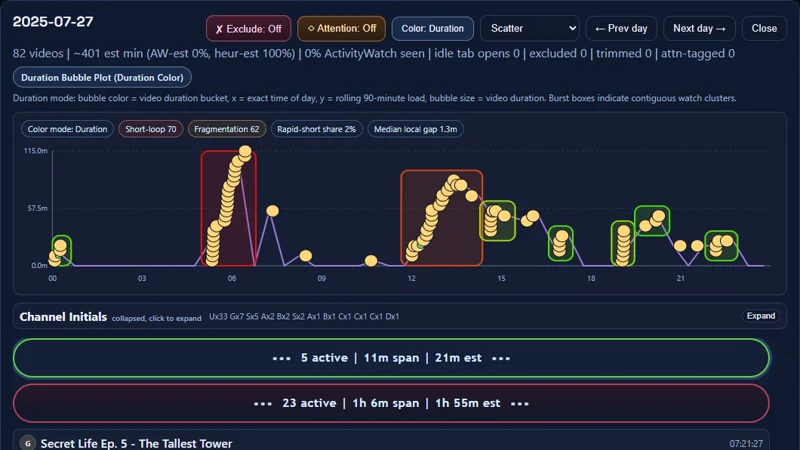 2025-07-27
✗ Exclude: Off
◇ Attention: Off
Color: Duration
Scatter
← Prev day
Next day →
Close
82 videos | ~401 est min (AW-est 0%, heur-est 100%) | 0% ActivityWatch seen | idle tab opens 0 | excluded 0 | trimmed 0 | attn-tagged 0
Duration Bubble Plot (Duration Color)
Duration mode: bubble color = video duration bucket, x = exact time of day, y = rolling 90-minute load, bubble size = video duration. Burst boxes indicate contiguous watch clusters.
Color mode: Duration
Short-loop 70
Fragmentation 62
Rapid-short share 2%
Median local gap 1.3m
115.0m
57.5m
0.0m
00 03 06 09 12 15 18 21
Channel Initials collapsed, click to expand Ux33 Gx7 Sx5 Ax2 Bx2 Sx2 Ax1 Bx1 Cx1 Cx1 Cx1 Dx1
Expand
••• 5 active | 11m span | 21m est •••
••• 23 active | 1h 6m span | 1h 55m est •••
G Secret Life Ep. 5 - The Tallest Tower 07:21:27